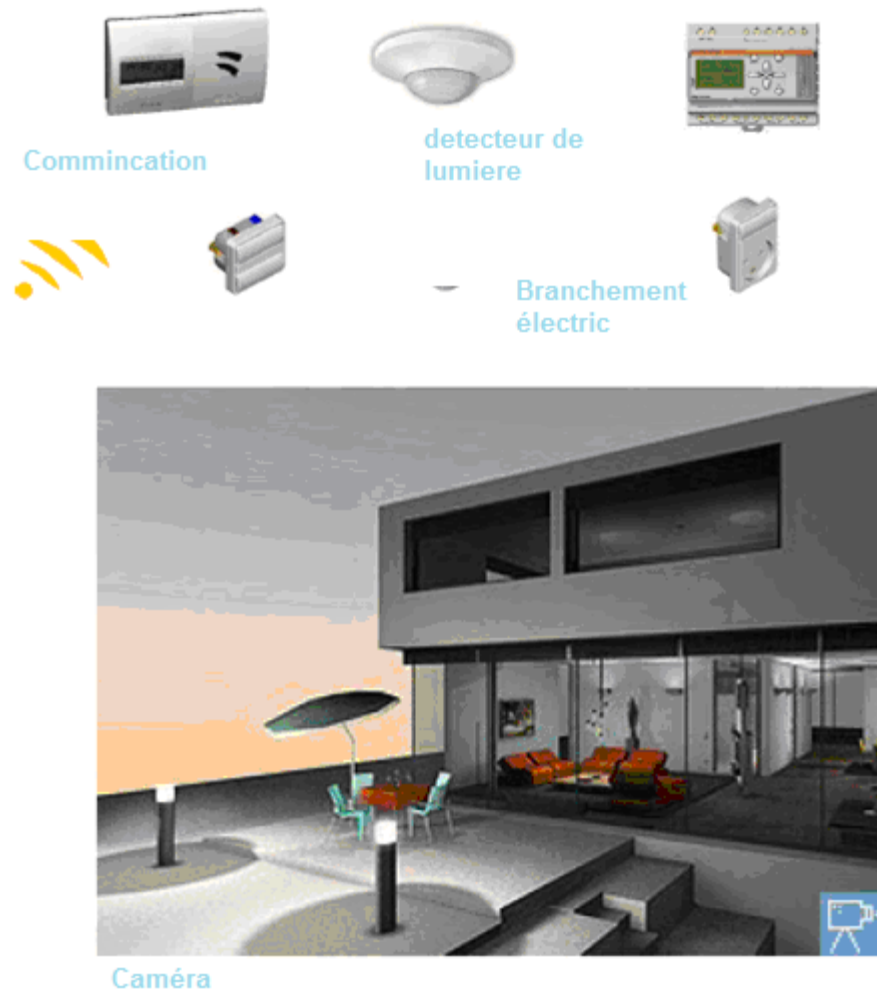 Commincation
detecteur de
lumiere
Branchement
électric
Caméra